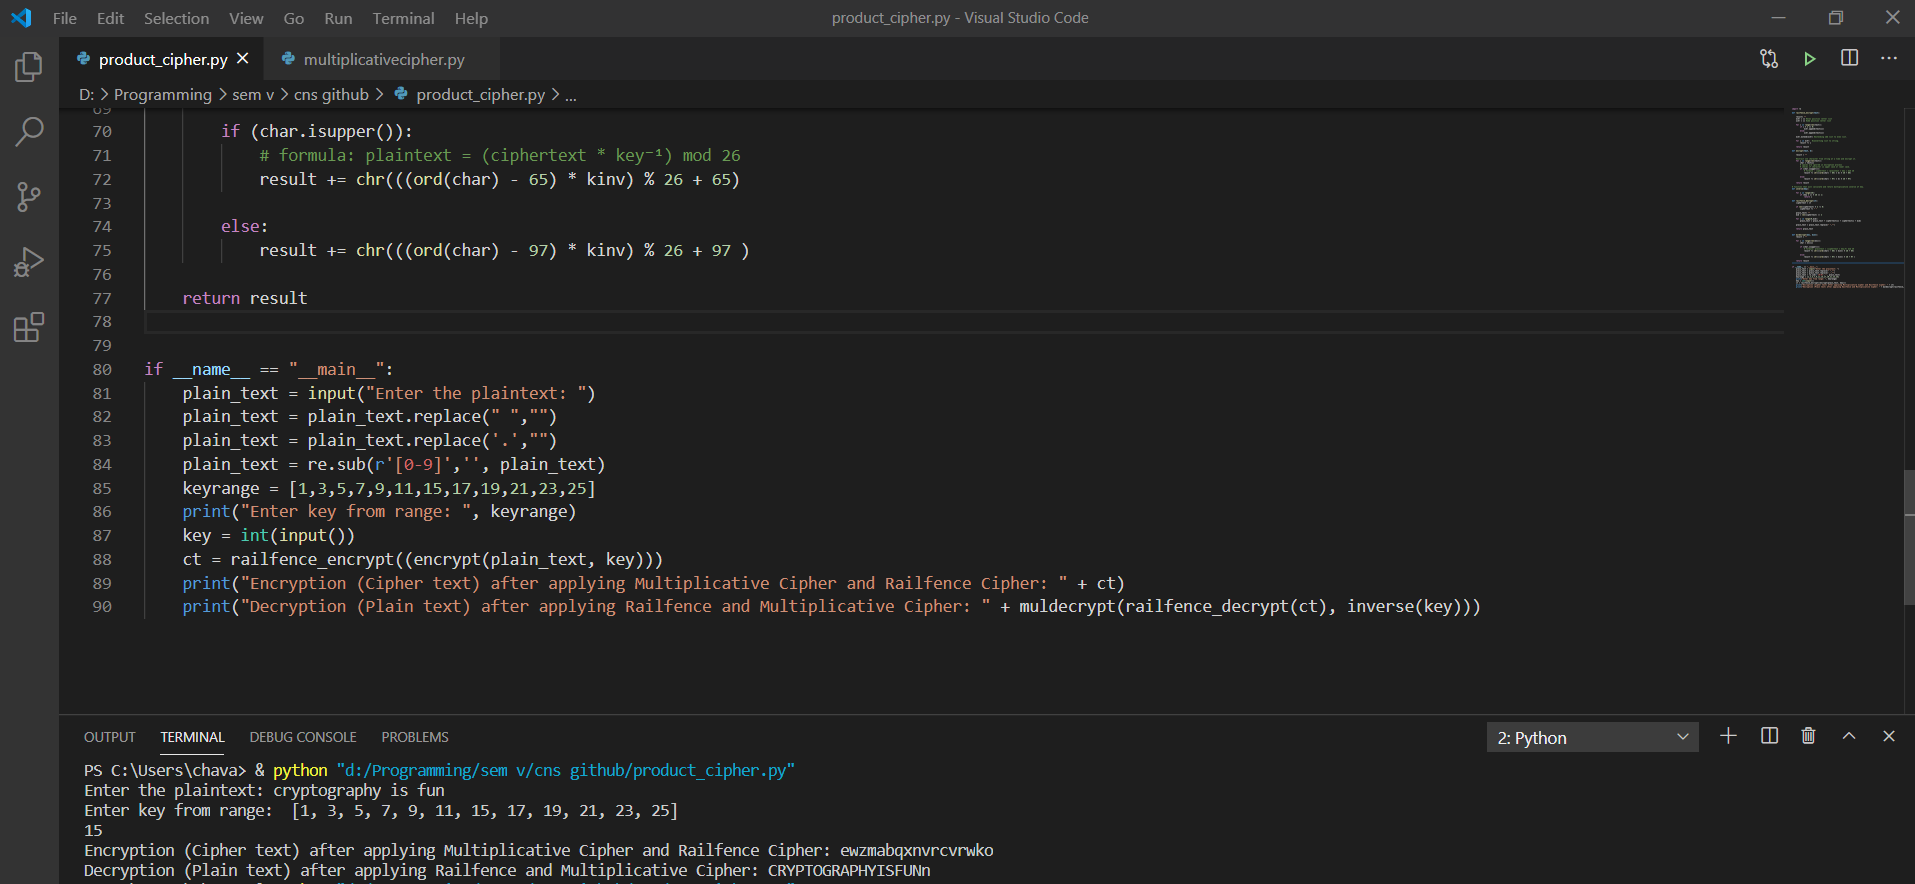 File Edit Selection View Go Run Terminal Help product_cipher.py - Visual Studio Code
product_cipher.py multiplicativecipher.py
D: > Programming > sem v > cns github > product_cipher.py > ...
69
70 if (char.isupper()):
71 # formula: plaintext = (ciphertext * key⁻¹) mod 26
72 result += chr(((ord(char) - 65) * kinv) % 26 + 65)
73
74 else:
75 result += chr(((ord(char) - 97) * kinv) % 26 + 97 )
76
77 return result
78
79
80 if __name__ == "__main__":
81 plain_text = input("Enter the plaintext: ")
82 plain_text = plain_text.replace(" ","")
83 plain_text = plain_text.replace('.',"")
84 plain_text = re.sub(r'[0-9]','', plain_text)
85 keyrange = [1,3,5,7,9,11,15,17,19,21,23,25]
86 print("Enter key from range: ", keyrange)
87 key = int(input())
88 ct = railfence_encrypt((encrypt(plain_text, key)))
89 print("Encryption (Cipher text) after applying Multiplicative Cipher and Railfence Cipher: " + ct)
90 print("Decryption (Plain text) after applying Railfence and Multiplicative Cipher: " + muldecrypt(railfence_decrypt(ct), inverse(key)))
OUTPUT TERMINAL DEBUG CONSOLE PROBLEMS 2: Python
PS C:\Users\chava> & python "d:/Programming/sem v/cns github/product_cipher.py"
Enter the plaintext: cryptography is fun
Enter key from range:  [1, 3, 5, 7, 9, 11, 15, 17, 19, 21, 23, 25]
15
Encryption (Cipher text) after applying Multiplicative Cipher and Railfence Cipher: ewzmabqxnvrcvrwko
Decryption (Plain text) after applying Railfence and Multiplicative Cipher: CRYPTOGRAPHYISFUNn